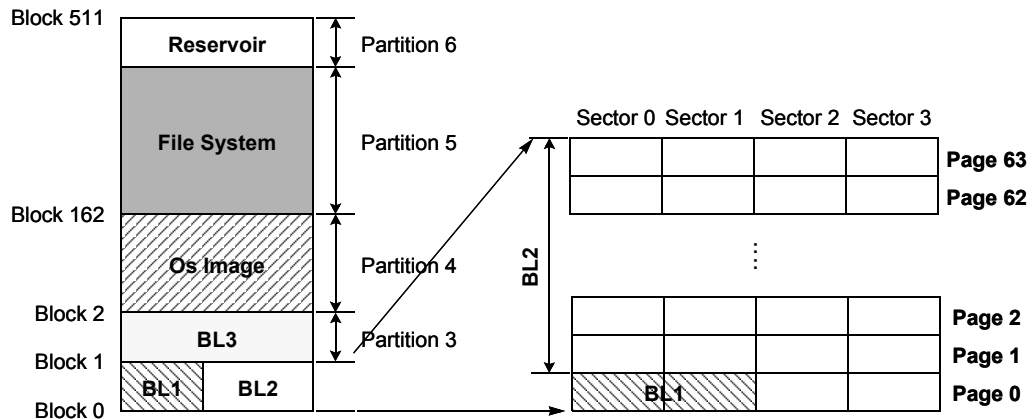 Block 511
Reservoir
Partition 6
File System
Partition 5
Block 162
Os Image
Partition 4
Block 2
BL3
Partition 3
Block 1
BL1
BL2
Block 0
Sector 0 Sector 1 Sector 2 Sector 3
Page 63
Page 62
BL2
Page 2
Page 1
BL1
Page 0